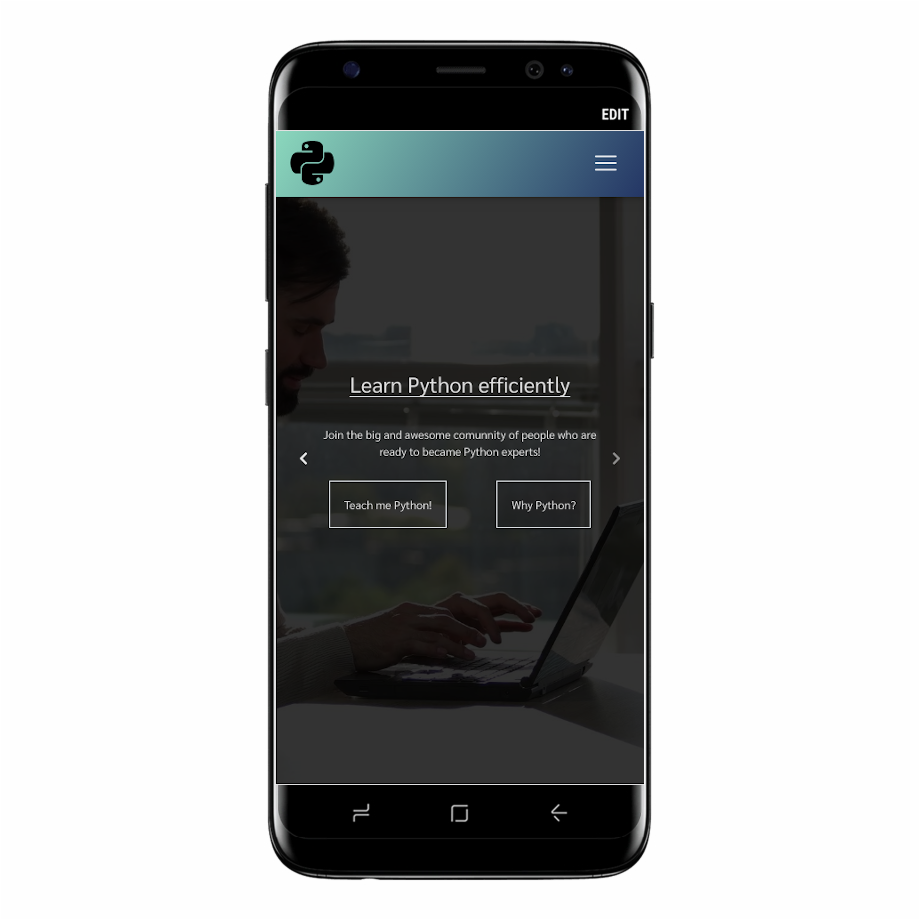 EDIT
Learn Python efficiently
Join the big and awesome comunnity of people who are
ready to became Python experts!
Teach me Python!
Why Python?